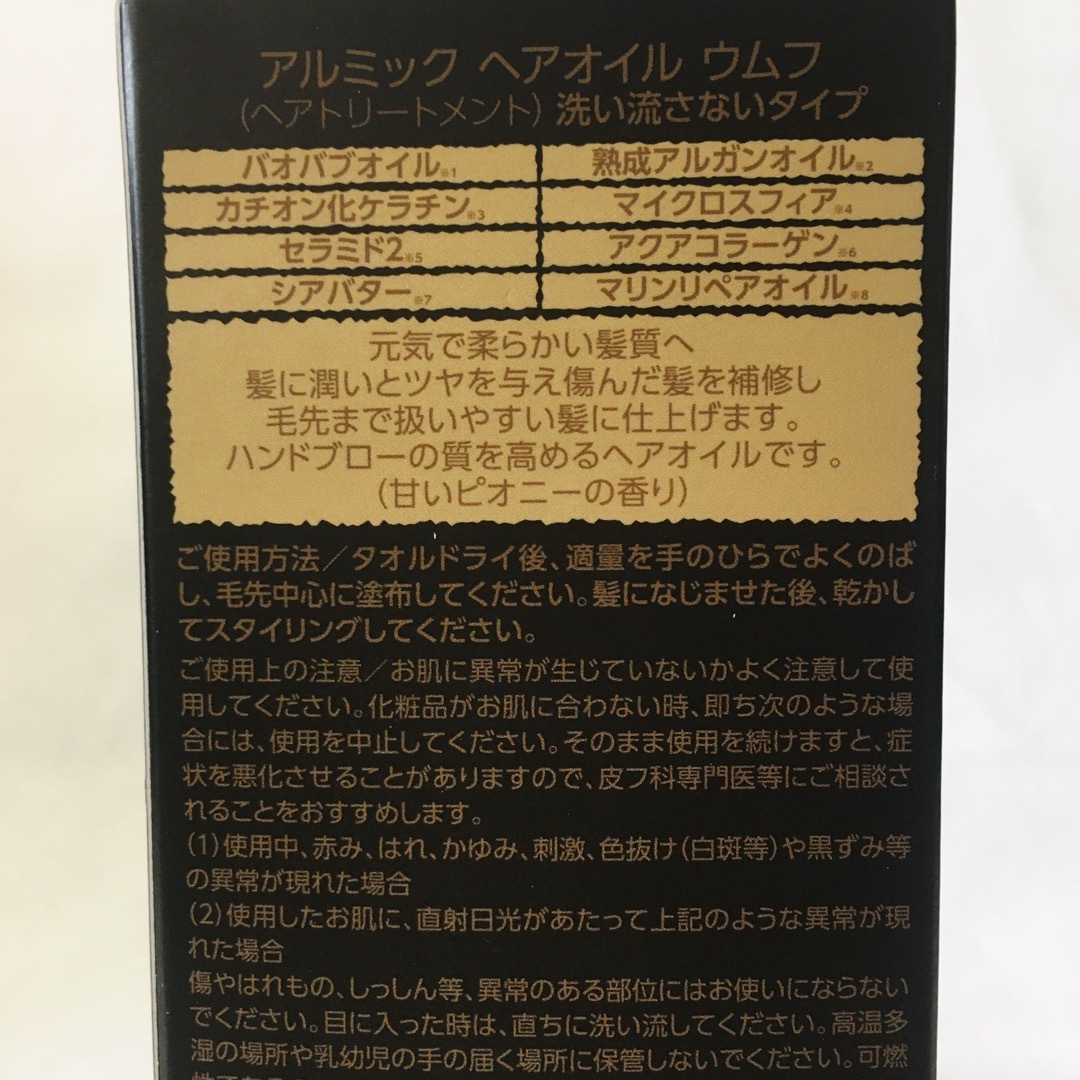 アルミック ヘアオイル ウムフ
(ヘアトリートメント) 洗い流さないタイプ
バオバブオイル※1 熟成アルガンオイル※2
カチオン化ケラチン※3 マイクロスフィア※4
セラミド2※5 アクアコラーゲン※6
シアバター※7 マリンリペアオイル※8
元気で柔らかい髪質へ
髪に潤いとツヤを与え傷んだ髪を補修し
毛先まで扱いやすい髪に仕上げます。
ハンドブローの質を高めるヘアオイルです。
(甘いピオニーの香り)
ご使用方法/タオルドライ後、適量を手のひらでよくのば
し、毛先中心に塗布してください。髪になじませた後、乾かし
てスタイリングしてください。
ご使用上の注意/お肌に異常が生じていないかよく注意して使
用してください。化粧品がお肌に合わない時、即ち次のような場
合には、使用を中止してください。そのまま使用を続けますと、症
状を悪化させることがありますので、皮フ科専門医等にご相談さ
れることをおすすめします。
(1)使用中、赤み、はれ、かゆみ、刺激、色抜け(白斑等)や黒ずみ等
の異常が現れた場合
(2)使用したお肌に、直射日光があたって上記のような異常が現
れた場合
傷やはれもの、しっしん等、異常のある部位にはお使いにならない
でください。目に入った時は、直ちに洗い流してください。高温多
湿の場所や乳幼児の手の届く場所に保管しないでください。可燃